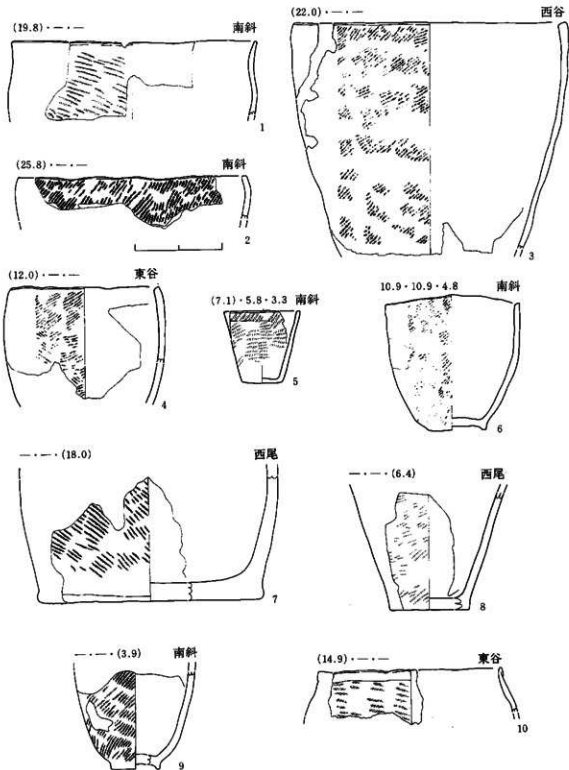 (19.8)・―・― 南斜
1
(25.8)・―・― 南斜
2
(22.0)・―・― 西谷
3
(12.0)・―・― 東谷
4
(7.1)・5.8・3.3 南斜
5
10.9・10.9・4.8 南斜
6
―・―・(18.0) 西尾
7
―・―・(6.4) 西尾
8
―・―・(3.9) 南斜
9
(14.9)・―・― 東谷
10